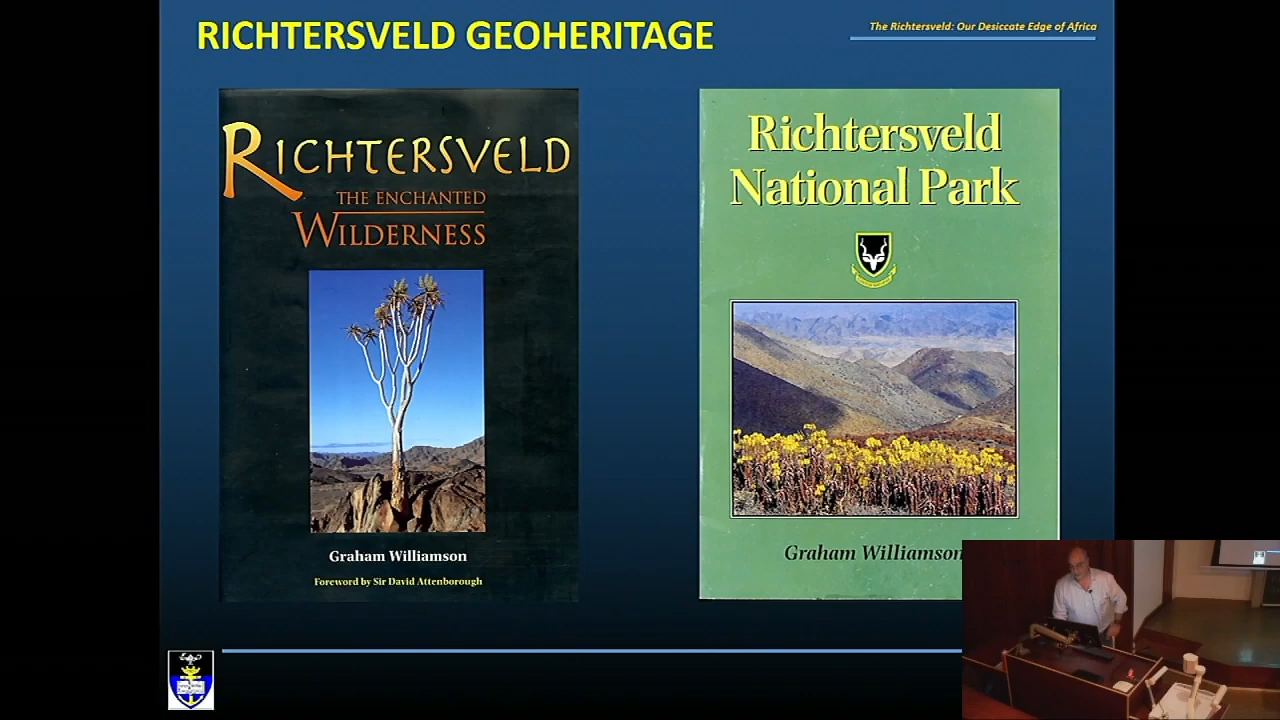 RICHTERSVELD GEOHERITAGE
The Richtersveld: Our Desiccate Edge of Africa
RICHTERSVELD
THE ENCHANTED
WILDERNESS
Graham Williamson
Foreword by Sir David Attenborough
Richtersveld
National Park
Graham Williamson